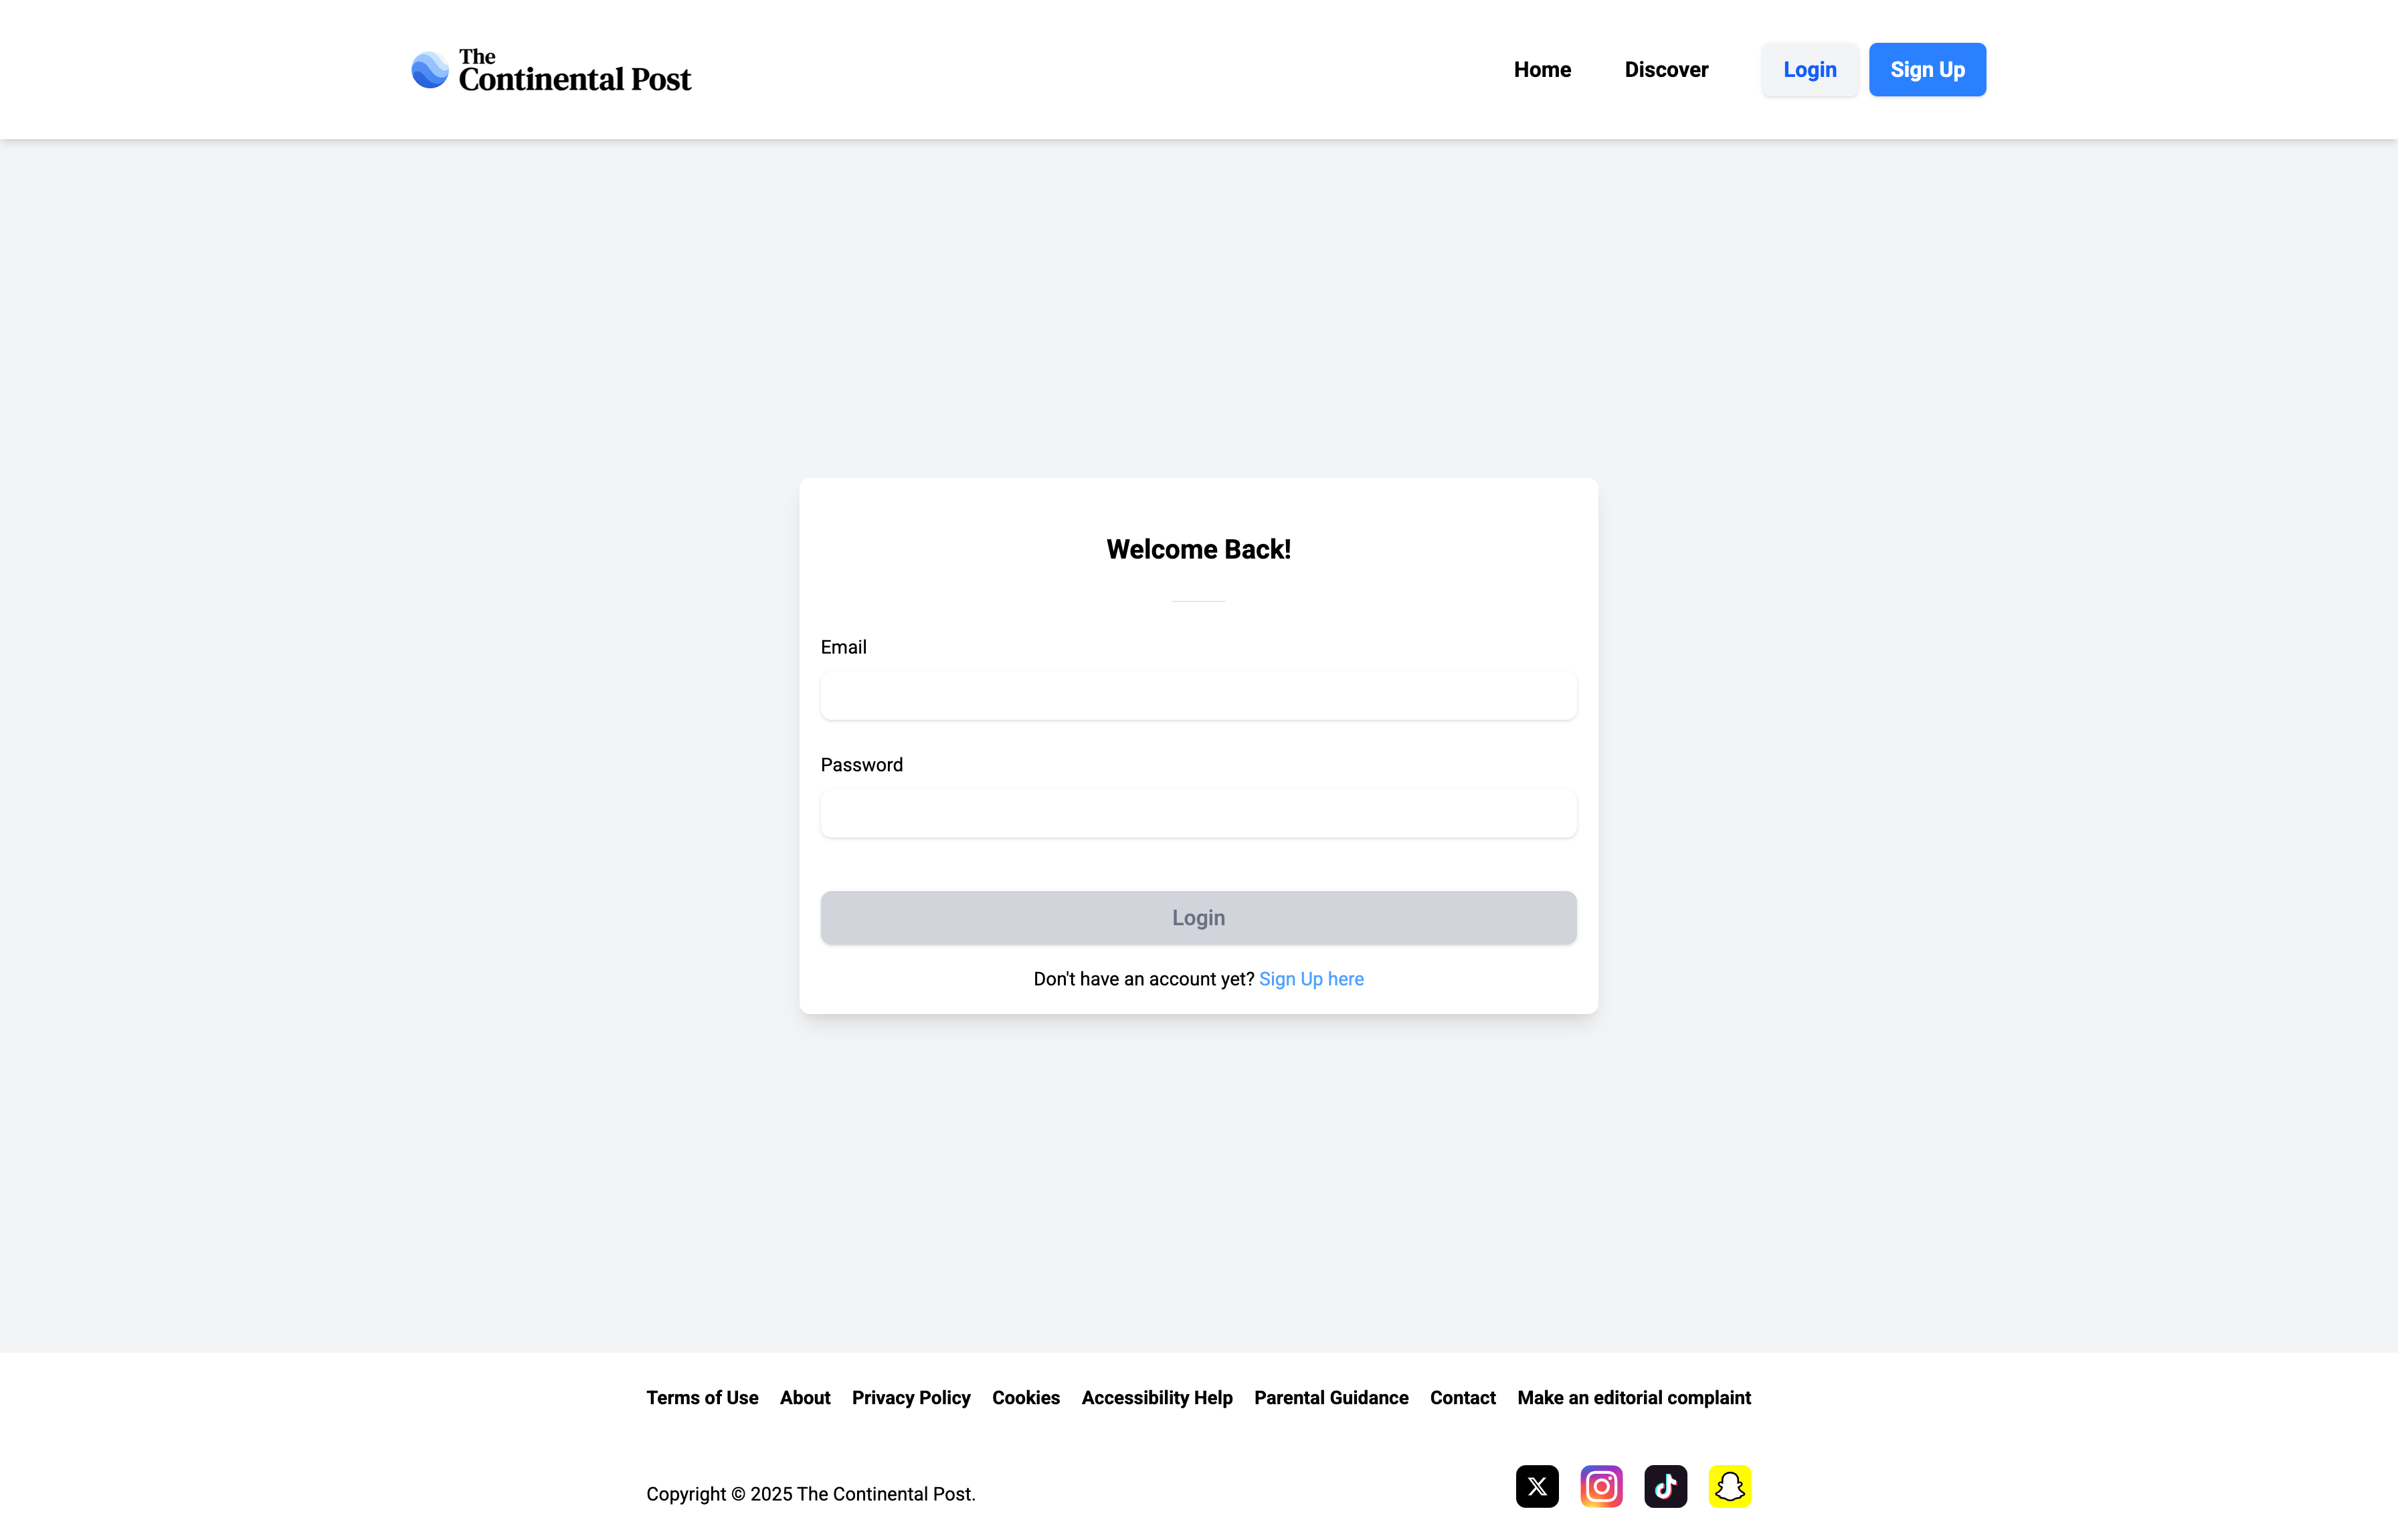 The
Continental Post
Home Discover Login Sign Up
Welcome Back!
Email
Password
Login
Don't have an account yet? Sign Up here
Terms of Use About Privacy Policy Cookies Accessibility Help Parental Guidance Contact Make an editorial complaint
Copyright © 2025 The Continental Post.